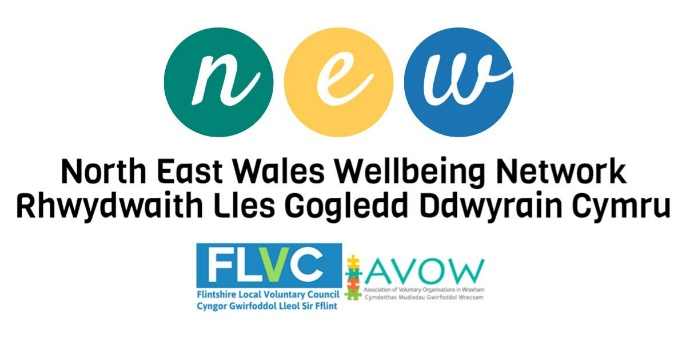 new
North East Wales Wellbeing Network
Rhwydwaith Lles Gogledd Ddwyrain Cymru
FLVC
Flintshire Local Voluntary Council
Cyngor Gwirfoddol Lleol Sir Fflint
AVOW
Association of Voluntary Organisations in Wrexham
Cymdeithas Mudiadau Gwirfoddol Wrecsam